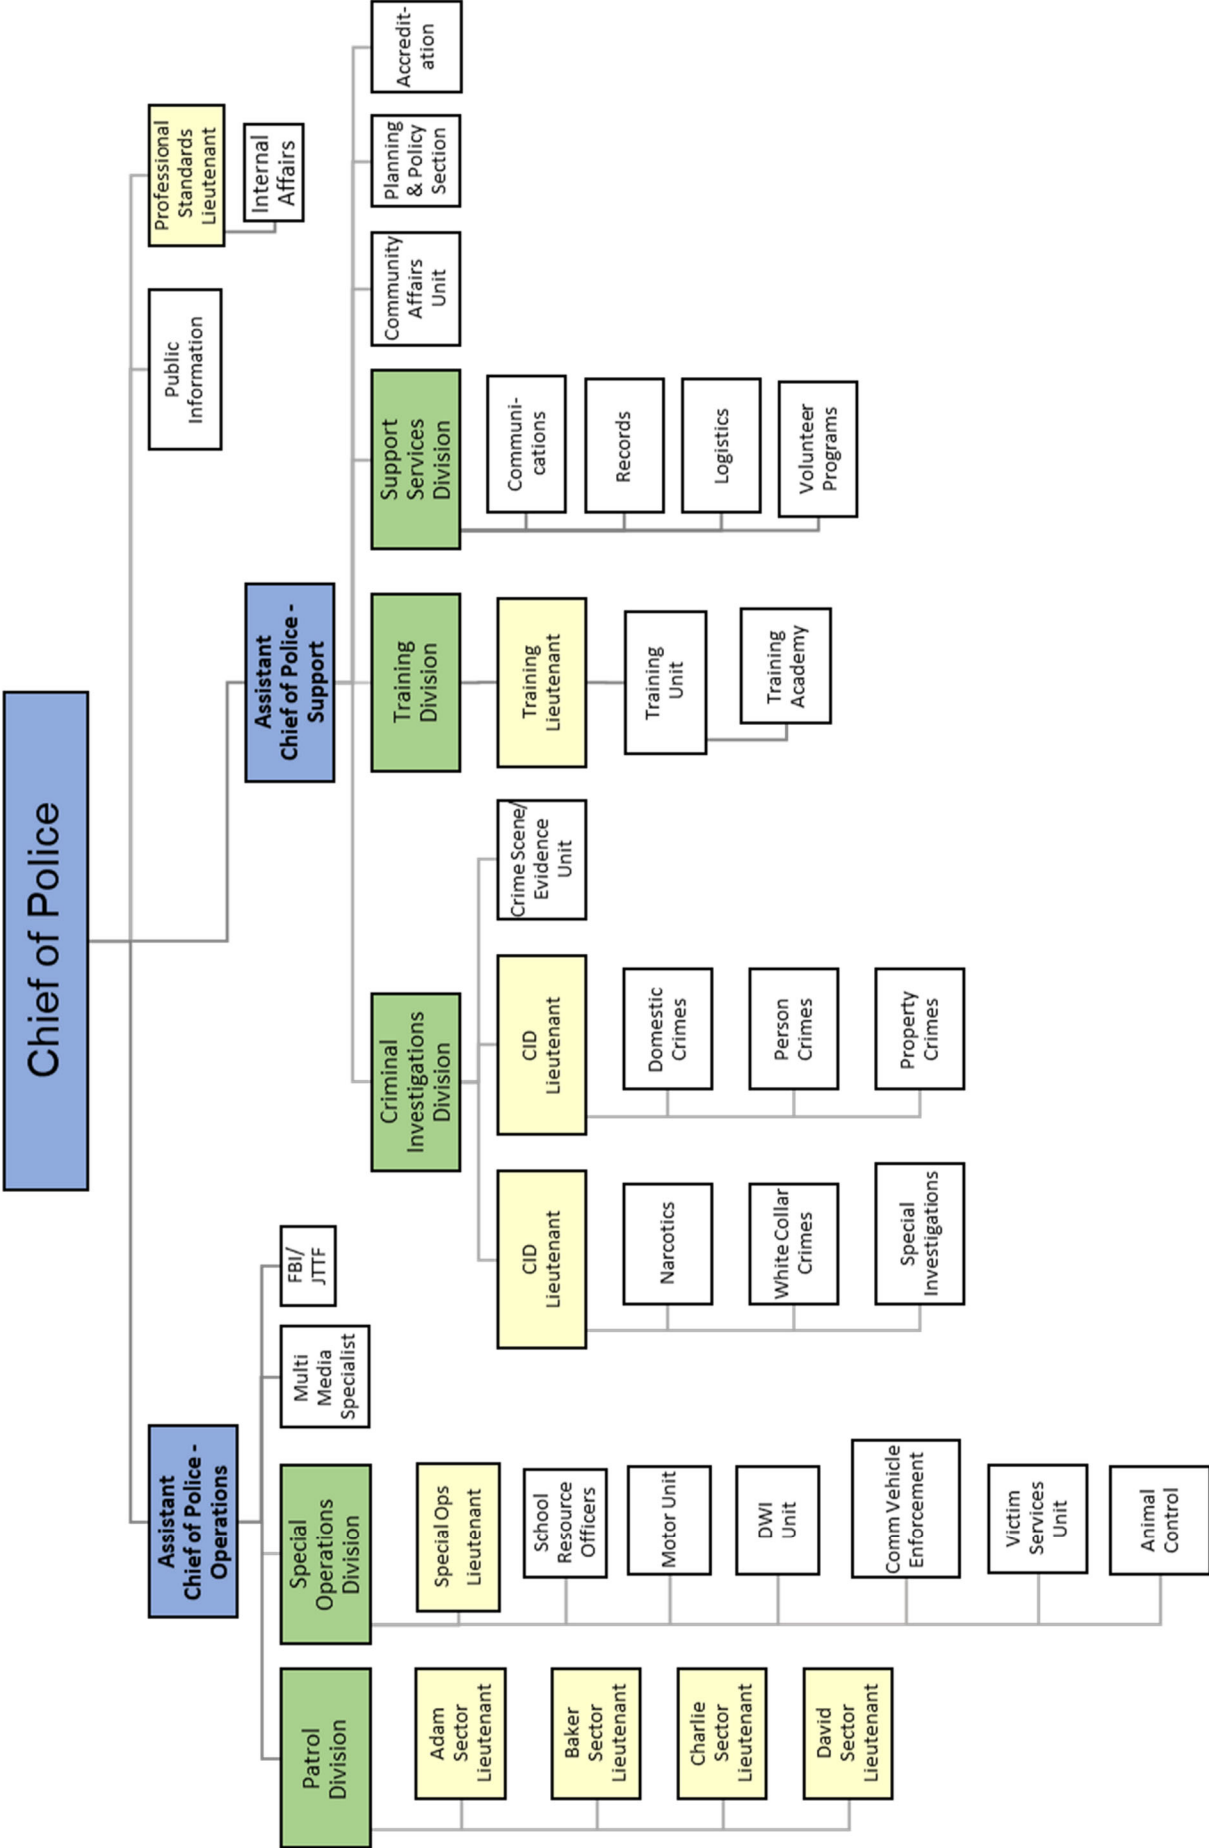 Chief of Police
Assistant
Chief of Police -
Operations
Public
Information
Professional
Standards
Lieutenant
Internal
Affairs
Assistant
Chief of Police -
Support
Patrol
Division
Adam
Sector
Lieutenant
Baker
Sector
Lieutenant
Charlie
Sector
Lieutenant
David
Sector
Lieutenant
Special
Operations
Division
Special Ops
Lieutenant
School
Resource
Officers
Motor Unit
DWI
Unit
Comm Vehicle
Enforcement
Victim
Services
Unit
Animal
Control
Multi
Media
Specialist
FBI/
JTTF
Criminal
Investigations
Division
CID
Lieutenant
Narcotics
White Collar
Crimes
Special
Investigations
CID
Lieutenant
Domestic
Crimes
Person
Crimes
Property
Crimes
Crime Scene/
Evidence
Unit
Training
Division
Training
Lieutenant
Training
Unit
Training
Academy
Support
Services
Division
Communi-
cations
Records
Logistics
Volunteer
Programs
Community
Affairs
Unit
Planning
& Policy
Section
Accredit-
ation